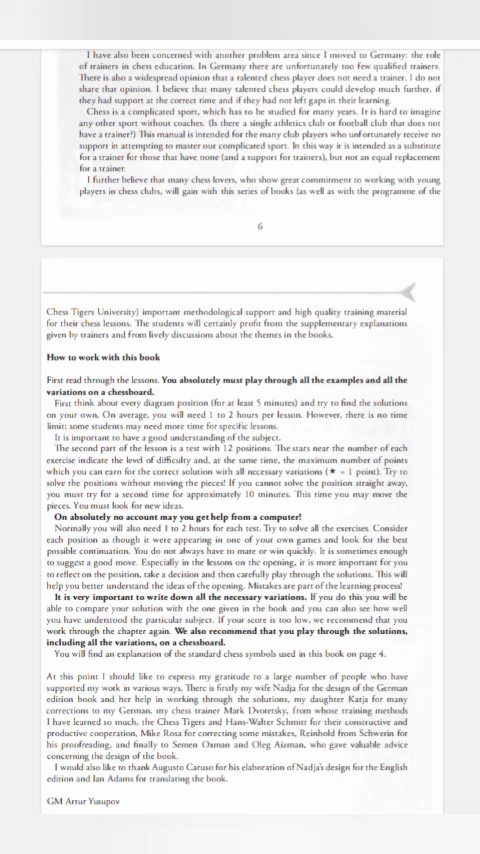 I have also been concerned with another problem area since I moved to Germany: the role
of trainers in chess education. In Germany there are unfortunately too few qualified trainers.
There is also a widespread opinion that a talented chess player does not need a trainer. I do not
share that opinion. I believe that many talented chess players could develop much further, if
they had support at the correct time and if they had not left gaps in their learning.
Chess is a complicated sport, which has to be studied for many years. It is hard to imagine
any other sport without coaches. (Is there a single athletics club or football club that does not
have a trainer?) This manual is intended for the many club players who unfortunately receive no
support in attempting to master our complicated sport. In this way it is intended as a substitute
for a trainer for those that have none (and a support for trainers), but not an equal replacement
for a trainer.
I further believe that many chess lovers, who show great commitment to working with young
players in chess clubs, will gain with this series of books (as well as with the programme of the
6
Chess Tigers University) important methodological support and high quality training material
for their chess lessons. The students will certainly profit from the supplementary explanations
given by trainers and from lively discussions about the themes in the books.
How to work with this book
First read through the lessons. You absolutely must play through all the examples and all the
variations on a chessboard.
First think about every diagram position (for at least 5 minutes) and try to find the solutions
on your own. On average, you will need 1 to 2 hours per lesson. However, there is no time
limit; some students may need more time for specific lessons.
It is important to have a good understanding of the subject.
The second part of the lesson is a test with 12 positions. The stars near the number of each
exercise indicate the level of difficulty and, at the same time, the maximum number of points
which you can earn for the correct solution with all necessary variations (★ = 1 point). Try to
solve the positions without moving the pieces! If you cannot solve the position straight away,
you must try for a second time for approximately 10 minutes. This time you may move the
pieces. You must look for new ideas.
On absolutely no account may you get help from a computer!
Normally you will also need 1 to 2 hours for each test. Try to solve all the exercises. Consider
each position as though it were appearing in one of your own games and look for the best
possible continuation. You do not always have to mate or win quickly. It is sometimes enough
to suggest a good move. Especially in the lessons on the opening, it is more important for you
to reflect on the position, take a decision and then carefully play through the solutions. This will
help you better understand the ideas of the opening. Mistakes are part of the learning process!
It is very important to write down all the necessary variations. If you do this you will be
able to compare your solution with the one given in the book and you can also see how well
you have understood the particular subject. If your score is too low, we recommend that you
work through the chapter again. We also recommend that you play through the solutions,
including all the variations, on a chessboard.
You will find an explanation of the standard chess symbols used in this book on page 4.
At this point I should like to express my gratitude to a large number of people who have
supported my work in various ways. There is firstly my wife Nadja for the design of the German
edition book and her help in working through the solutions, my daughter Katja for many
corrections to my German, my chess trainer Mark Dvoretsky, from whose training methods
I have learned so much, the Chess Tigers and Hans-Walter Schmitt for their constructive and
productive cooperation, Mike Rosa for correcting some mistakes, Reinhold from Schwerin for
his proofreading, and finally to Semen Osman and Oleg Aizman, who gave valuable advice
concerning the design of the book.
I would also like to thank Augusto Caruso for his elaboration of Nadja's design for the English
edition and Ian Adams for translating the book.
GM Artur Yusupov